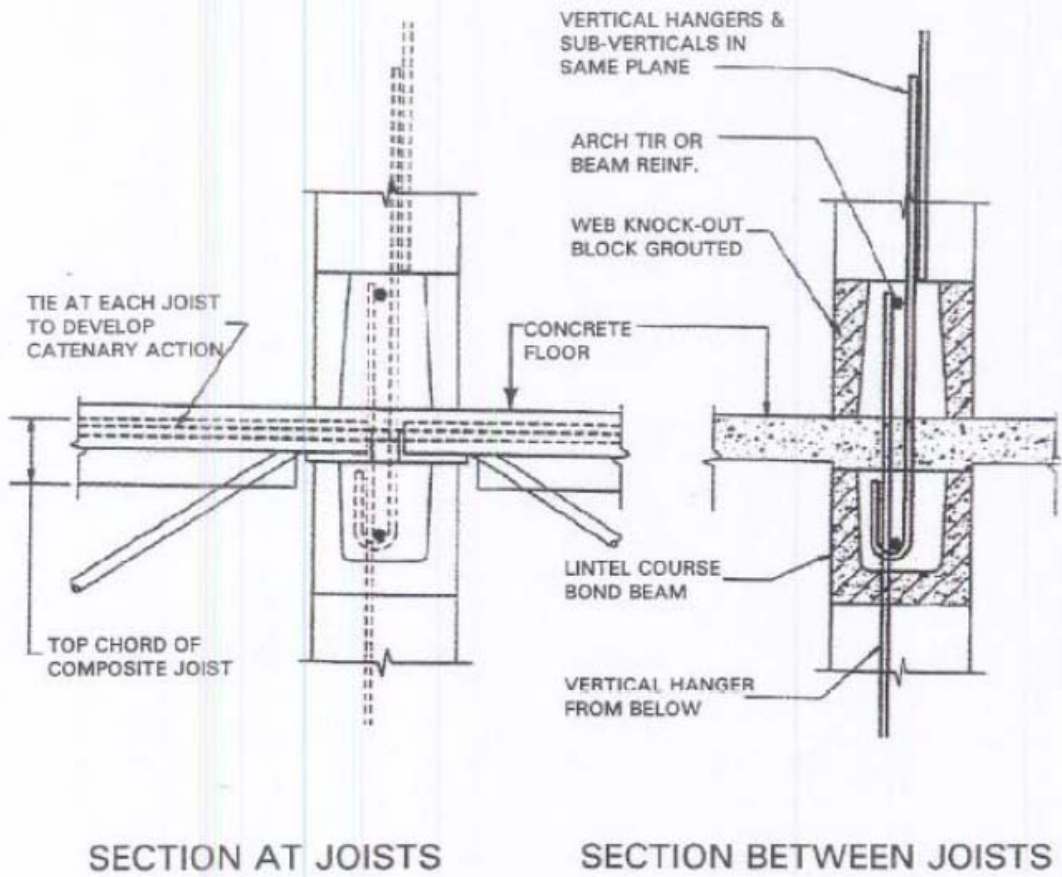 VERTICAL HANGERS &
SUB-VERTICALS IN
SAME PLANE
ARCH TIR OR
BEAM REINF.
WEB KNOCK-OUT
BLOCK GROUTED
TIE AT EACH JOIST
TO DEVELOP
CATENARY ACTION
CONCRETE
FLOOR
LINTEL COURSE
BOND BEAM
TOP CHORD OF
COMPOSITE JOIST
VERTICAL HANGER
FROM BELOW
SECTION AT JOISTS
SECTION BETWEEN JOISTS